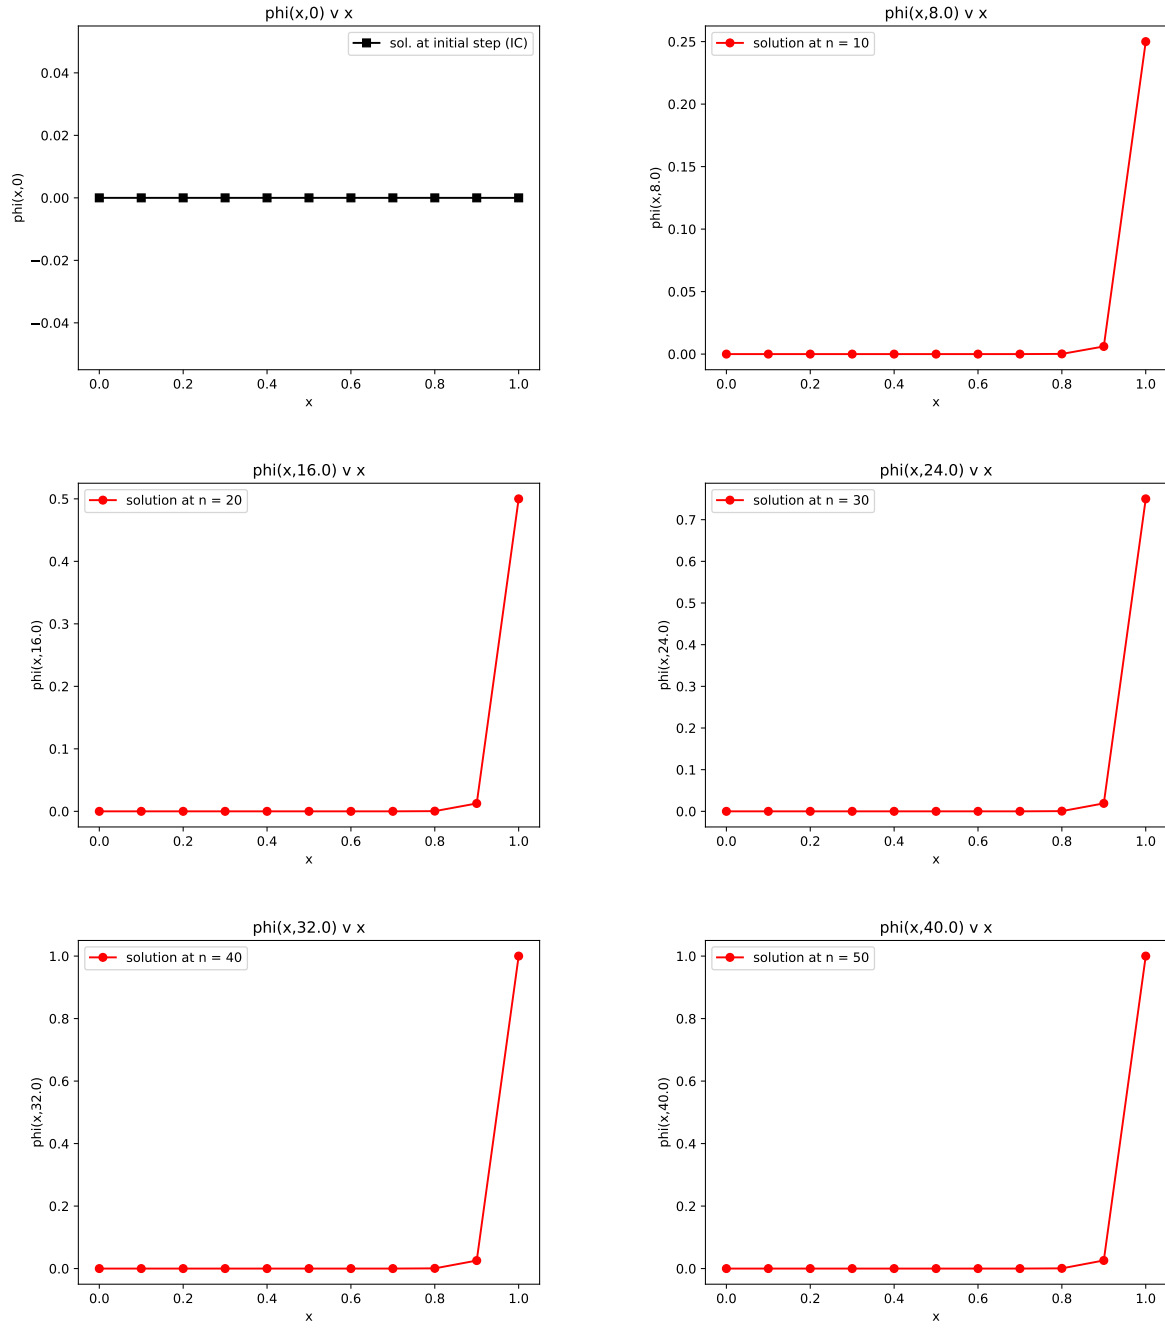 phi(x,0) v x
sol. at initial step (IC)
0.04
0.02
0.00
−0.02
−0.04
phi(x,0)
0.0 0.2 0.4 0.6 0.8 1.0
x
phi(x,8.0) v x
solution at n = 10
0.25
0.20
0.15
0.10
0.05
0.00
phi(x,8.0)
0.0 0.2 0.4 0.6 0.8 1.0
x
phi(x,16.0) v x
solution at n = 20
0.5
0.4
0.3
0.2
0.1
0.0
phi(x,16.0)
0.0 0.2 0.4 0.6 0.8 1.0
x
phi(x,24.0) v x
solution at n = 30
0.7
0.6
0.5
0.4
0.3
0.2
0.1
0.0
phi(x,24.0)
0.0 0.2 0.4 0.6 0.8 1.0
x
phi(x,32.0) v x
solution at n = 40
1.0
0.8
0.6
0.4
0.2
0.0
phi(x,32.0)
0.0 0.2 0.4 0.6 0.8 1.0
x
phi(x,40.0) v x
solution at n = 50
1.0
0.8
0.6
0.4
0.2
0.0
phi(x,40.0)
0.0 0.2 0.4 0.6 0.8 1.0
x